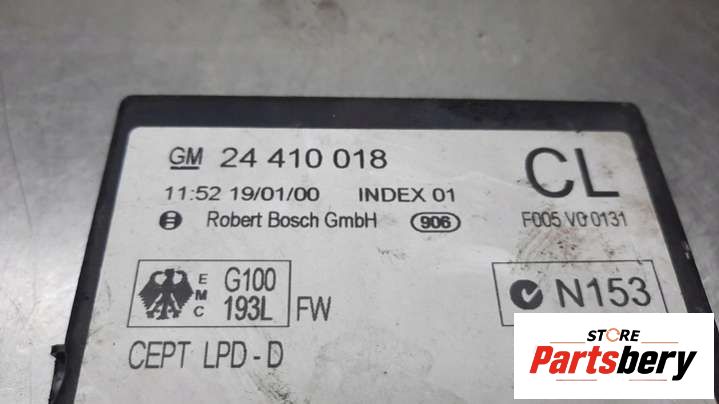 GM 24 410 018
CL
11:52 19/01/00 INDEX 01
Robert Bosch GmbH 906
F005 V0 0131
EMC
G100
193L FW
N153
CEPT LPD - D
STORE
Partsbery